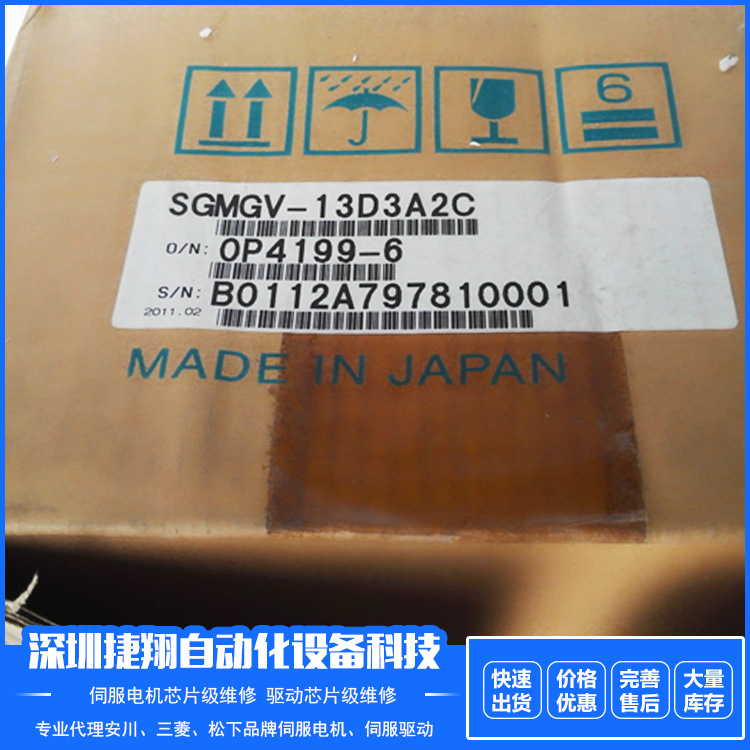 6
SGMGV-13D3A2C
O/N: OP4199-6
S/N: B0112A797810001
2011.02
MADE IN JAPAN
深圳捷翔自动化设备科技
伺服电机芯片级维修 驱动芯片级维修
专业代理安川、三菱、松下品牌伺服电机、伺服驱动
快速出货
价格优惠
完善售后
大量库存